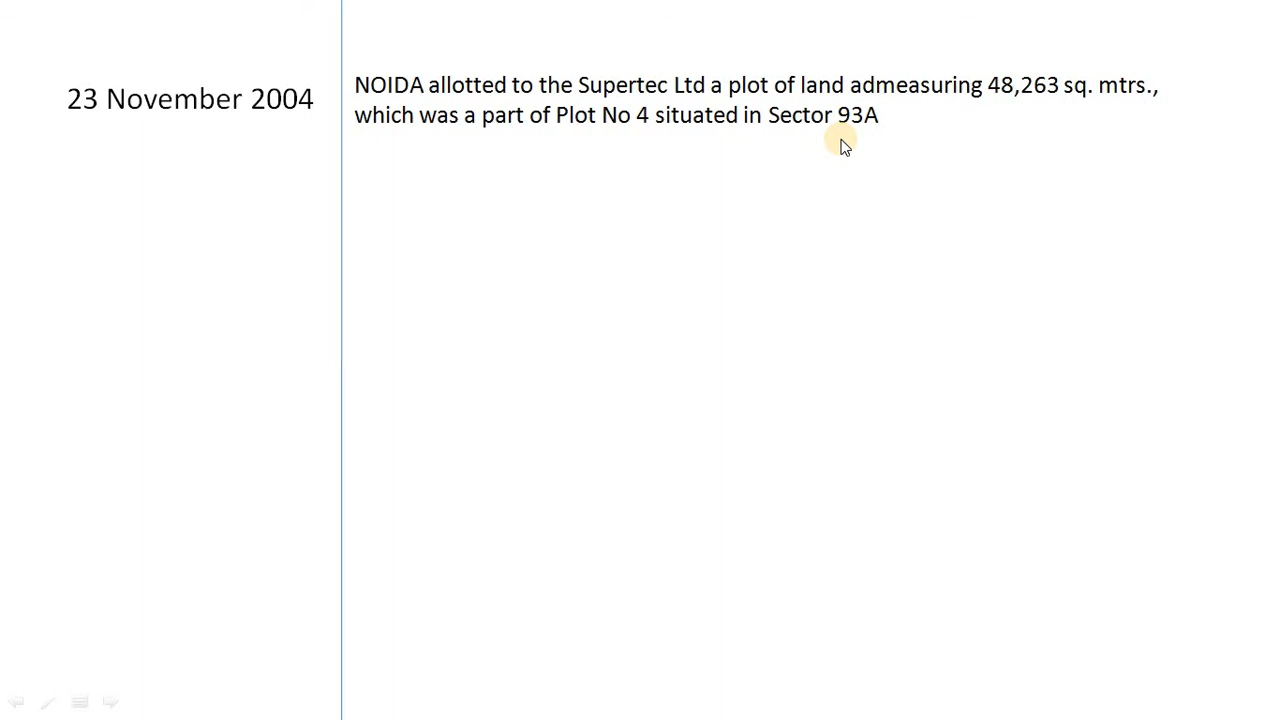 23 November 2004
NOIDA allotted to the Supertec Ltd a plot of land admeasuring 48,263 sq. mtrs.,
which was a part of Plot No 4 situated in Sector 93A